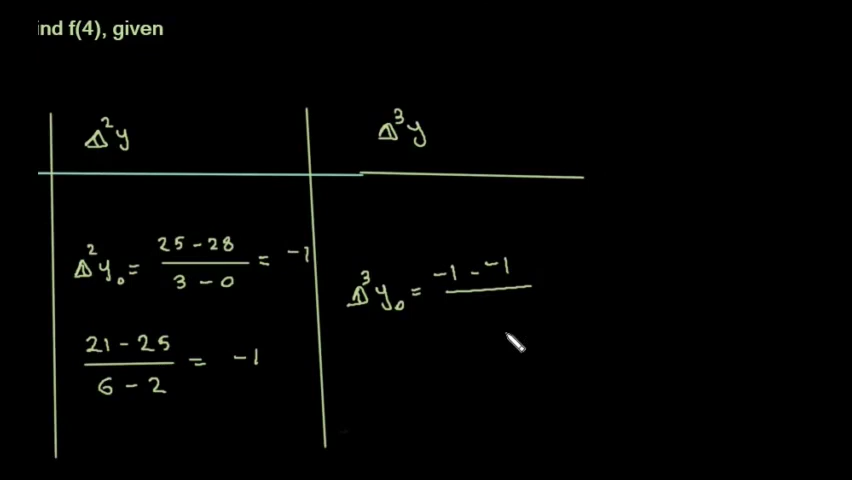 ind f(4), given
Δ²y
Δ³y
Δ²y₀ = (25 - 28)/(3 - 0) = -1
Δ³y₀ = -1 - -1
(21 - 25)/(6 - 2) = -1